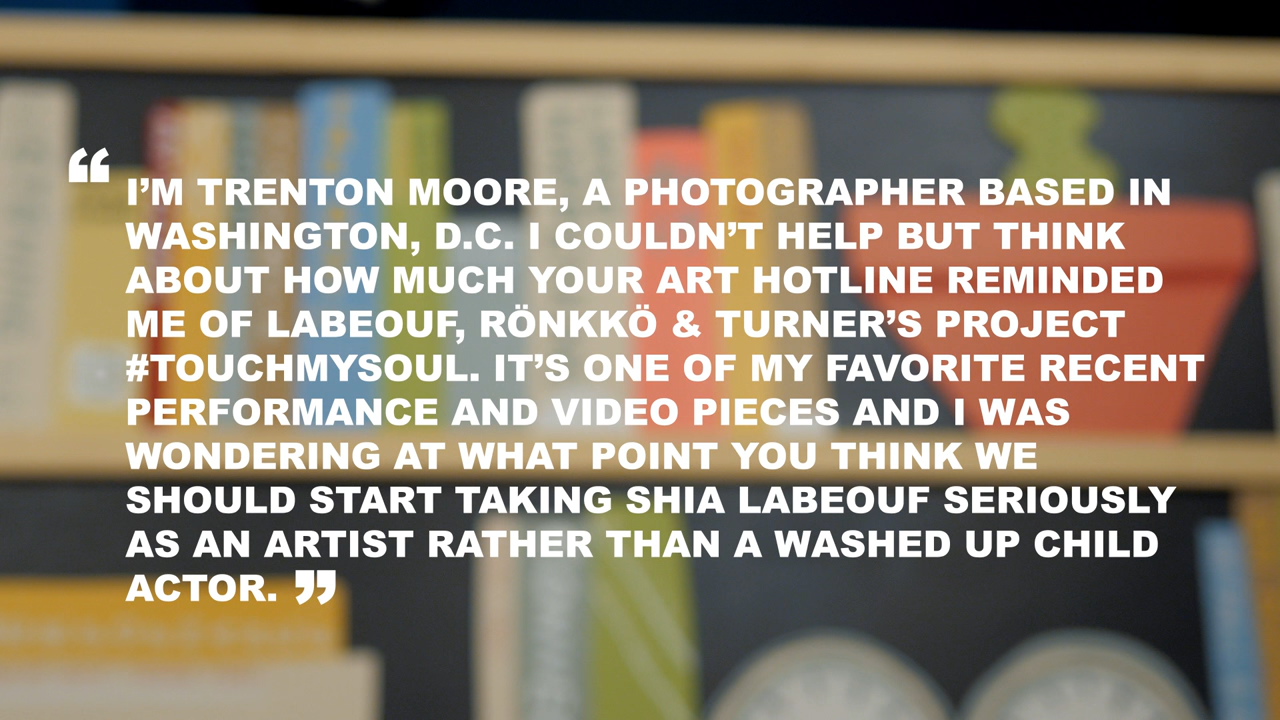 “ I’M TRENTON MOORE, A PHOTOGRAPHER BASED IN
WASHINGTON, D.C. I COULDN’T HELP BUT THINK
ABOUT HOW MUCH YOUR ART HOTLINE REMINDED
ME OF LABEOUF, RÖNKKÖ & TURNER’S PROJECT
#TOUCHMYSOUL. IT’S ONE OF MY FAVORITE RECENT
PERFORMANCE AND VIDEO PIECES AND I WAS
WONDERING AT WHAT POINT YOU THINK WE
SHOULD START TAKING SHIA LABEOUF SERIOUSLY
AS AN ARTIST RATHER THAN A WASHED UP CHILD
ACTOR. ”